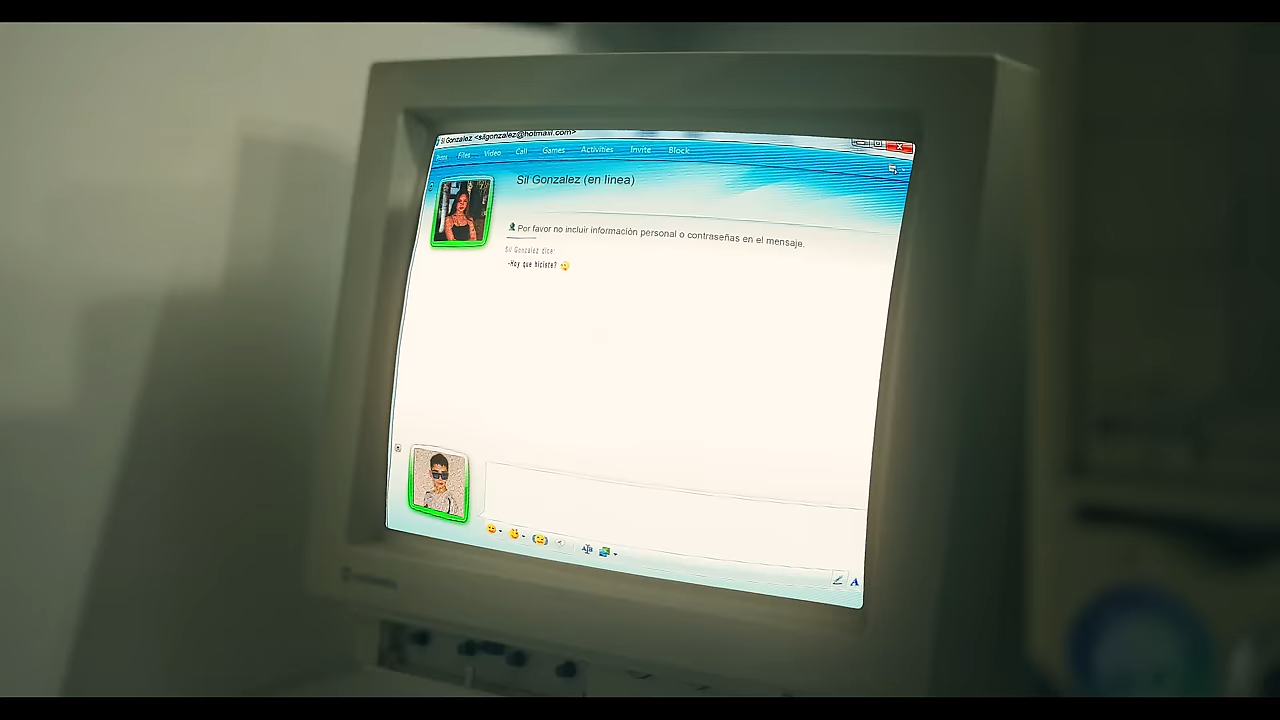 Sil Gonzalez <silgonzalez@hotmail.com>
Photos Files Video Call Games Activities Invite Block
Sil Gonzalez (en línea)
Por favor no incluir información personal o contraseñas en el mensaje.
Sil Gonzalez dice:
-Hoy que hiciste?
A